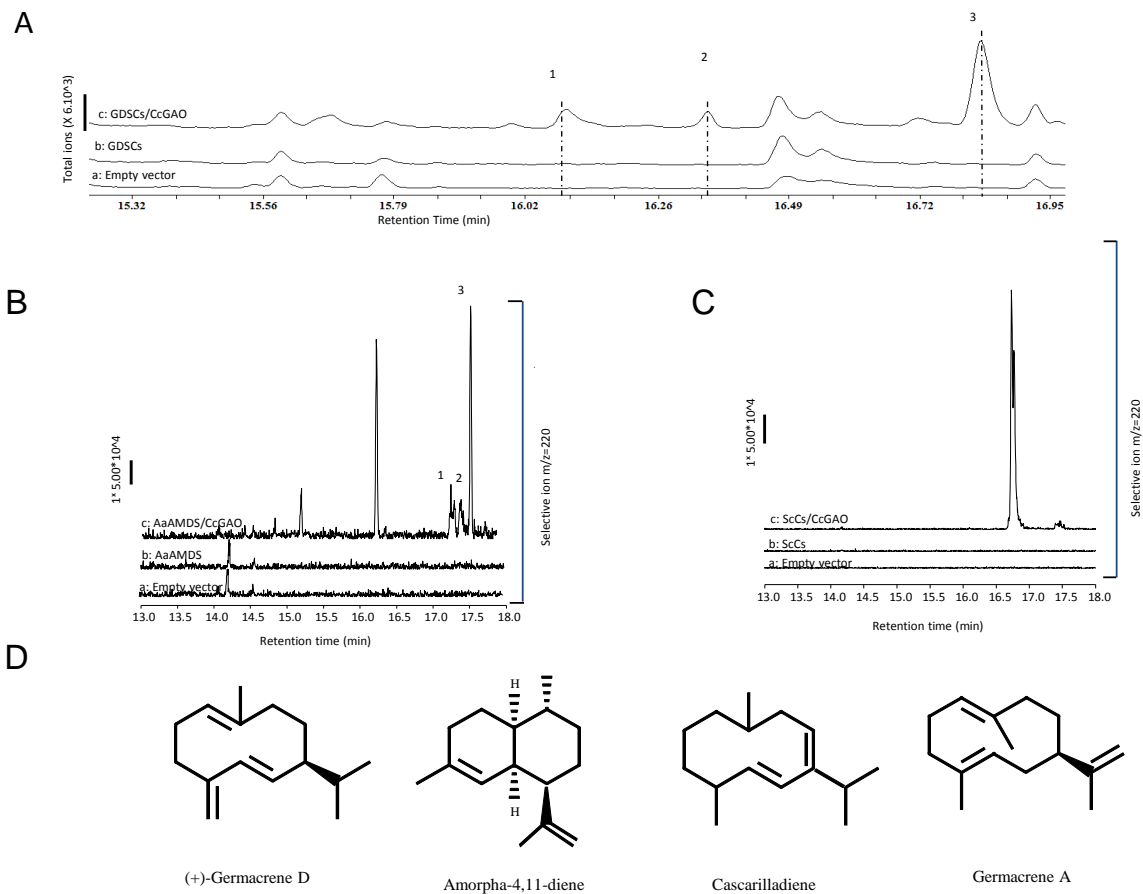 A
3
1
2
Total ions (X 6.10^3)
c: GDSCs/CcGAO
b: GDSCs
a: Empty vector
15.32 15.56 15.79 16.02 16.26 16.49 16.72 16.95
Retention Time (min)
B
3
1 2
1* 5.00*10^4
c: AaAMDS/CcGAO
b: AaAMDS
a: Empty vector
13.0 13.5 14.0 14.5 15.0 15.5 16.0 16.5 17.0 17.5 18.0
Retention time (min)
Selective ion m/z=220
C
1* 5.00*10^4
c: ScCs/CcGAO
b: ScCs
a: Empty vector
13.0 13.5 14.0 14.5 15.0 15.5 16.0 16.5 17.0 17.5 18.0
Retention time (min)
Selective ion m/z=220
D
H
H
(+)-Germacrene D
Amorpha-4,11-diene
Cascarilladiene
Germacrene A